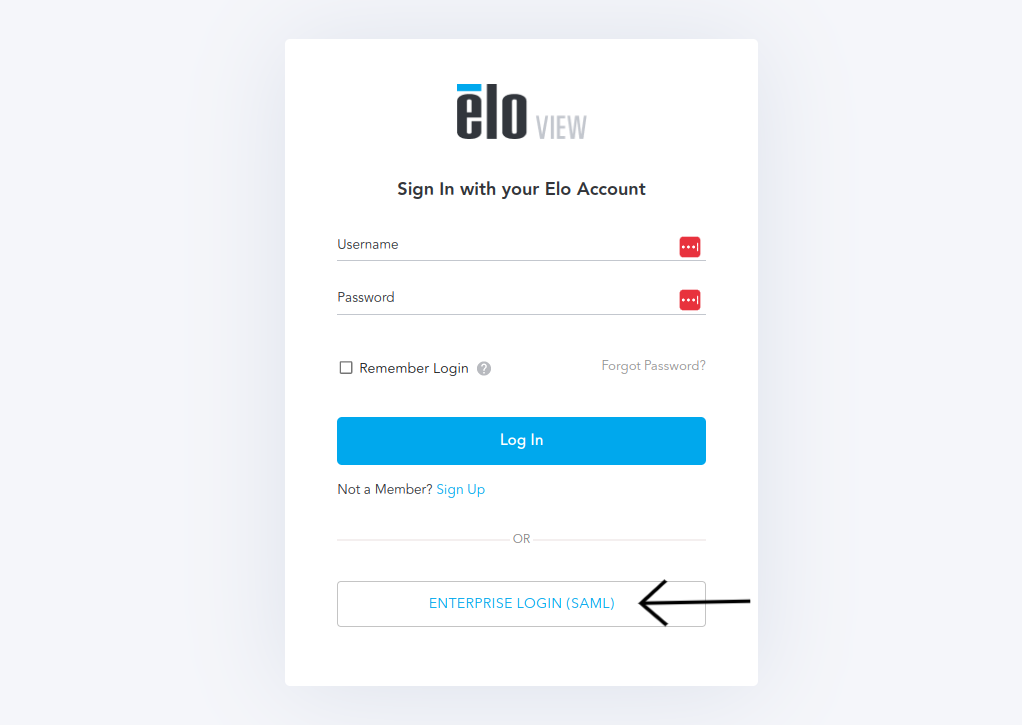 elo VIEW
Sign In with your Elo Account
Username
Password
Remember Login ?
Forgot Password?
Log In
Not a Member? Sign Up
OR
ENTERPRISE LOGIN (SAML)